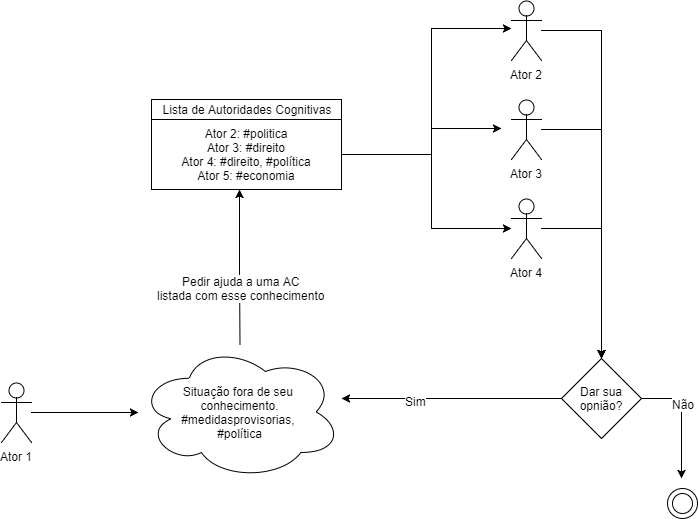 Ator 2
Lista de Autoridades Cognitivas
Ator 2: #politica
Ator 3: #direito
Ator 4: #direito, #política
Ator 5: #economia
Ator 3
Ator 4
Pedir ajuda a uma AC
listada com esse conhecimento
Situação fora de seu
conhecimento.
#medidasprovisorias,
#política
Ator 1
Sim
Dar sua
opnião?
Não